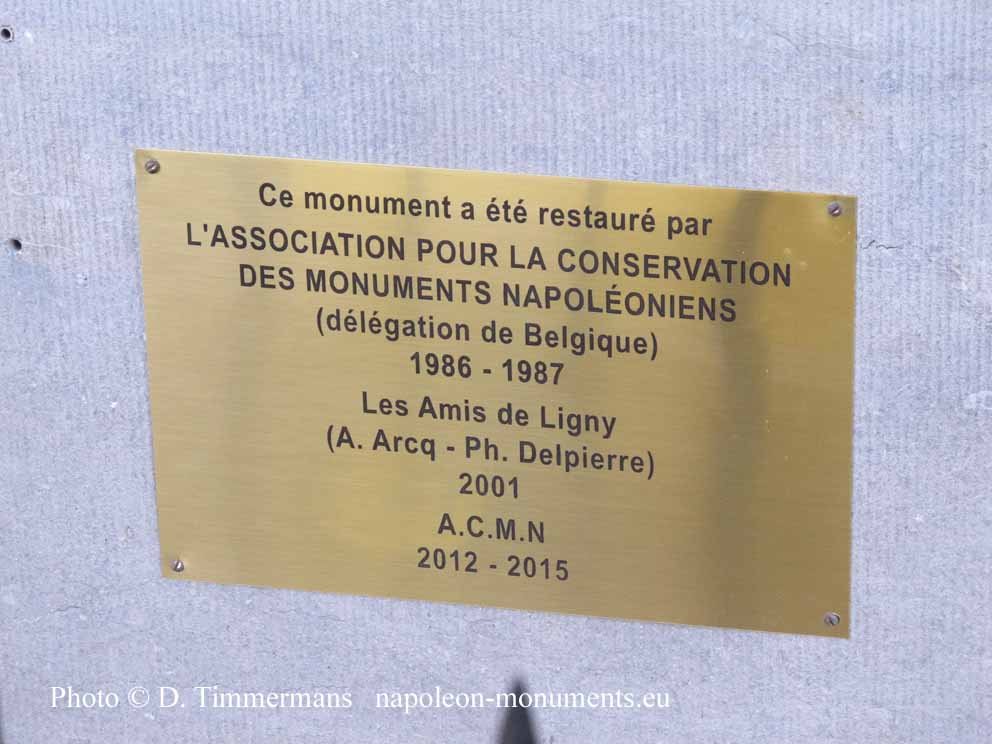 Ce monument a été restauré par
L'ASSOCIATION POUR LA CONSERVATION
DES MONUMENTS NAPOLÉONIENS
(délégation de Belgique)
1986 - 1987
Les Amis de Ligny
(A. Arcq - Ph. Delpierre)
2001
A.C.M.N
2012 - 2015
Photo © D. Timmermans napoleon-monuments.eu